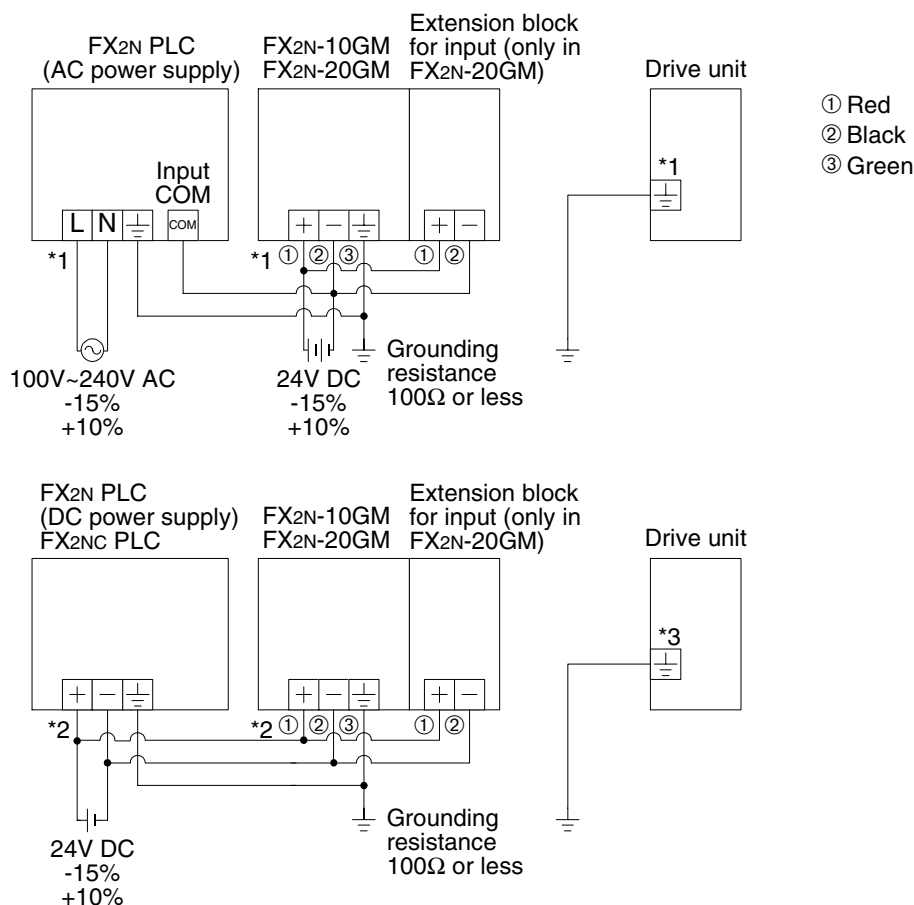 FX2N PLC
(AC power supply)
FX2N-10GM
FX2N-20GM
Extension block
for input (only in
FX2N-20GM)
Drive unit
① Red
② Black
③ Green
Input
COM
L N COM
*1
*1 ① ② ③ ① ②
*1
100V~240V AC
-15%
+10%
+ − + −
24V DC
-15%
+10%
Grounding
resistance
100Ω or less
FX2N PLC
(DC power supply)
FX2NC PLC
FX2N-10GM
FX2N-20GM
Extension block
for input (only in
FX2N-20GM)
Drive unit
*3
+ − + − + −
*2
*2 ① ② ③ ① ②
24V DC
-15%
+10%
Grounding
resistance
100Ω or less